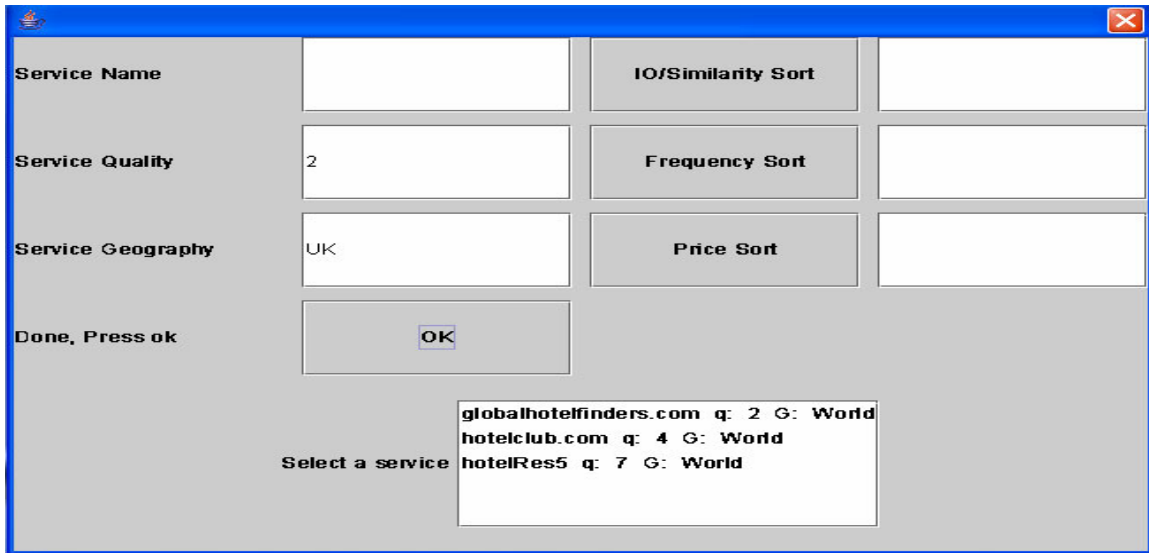 Service Name
IO/Similarity Sort
Service Quality
2
Frequency Sort
Service Geography
UK
Price Sort
Done, Press ok
OK
Select a service
globalhotelfinders.com q: 2 G: World
hotelclub.com q: 4 G: World
hotelRes5 q: 7 G: World